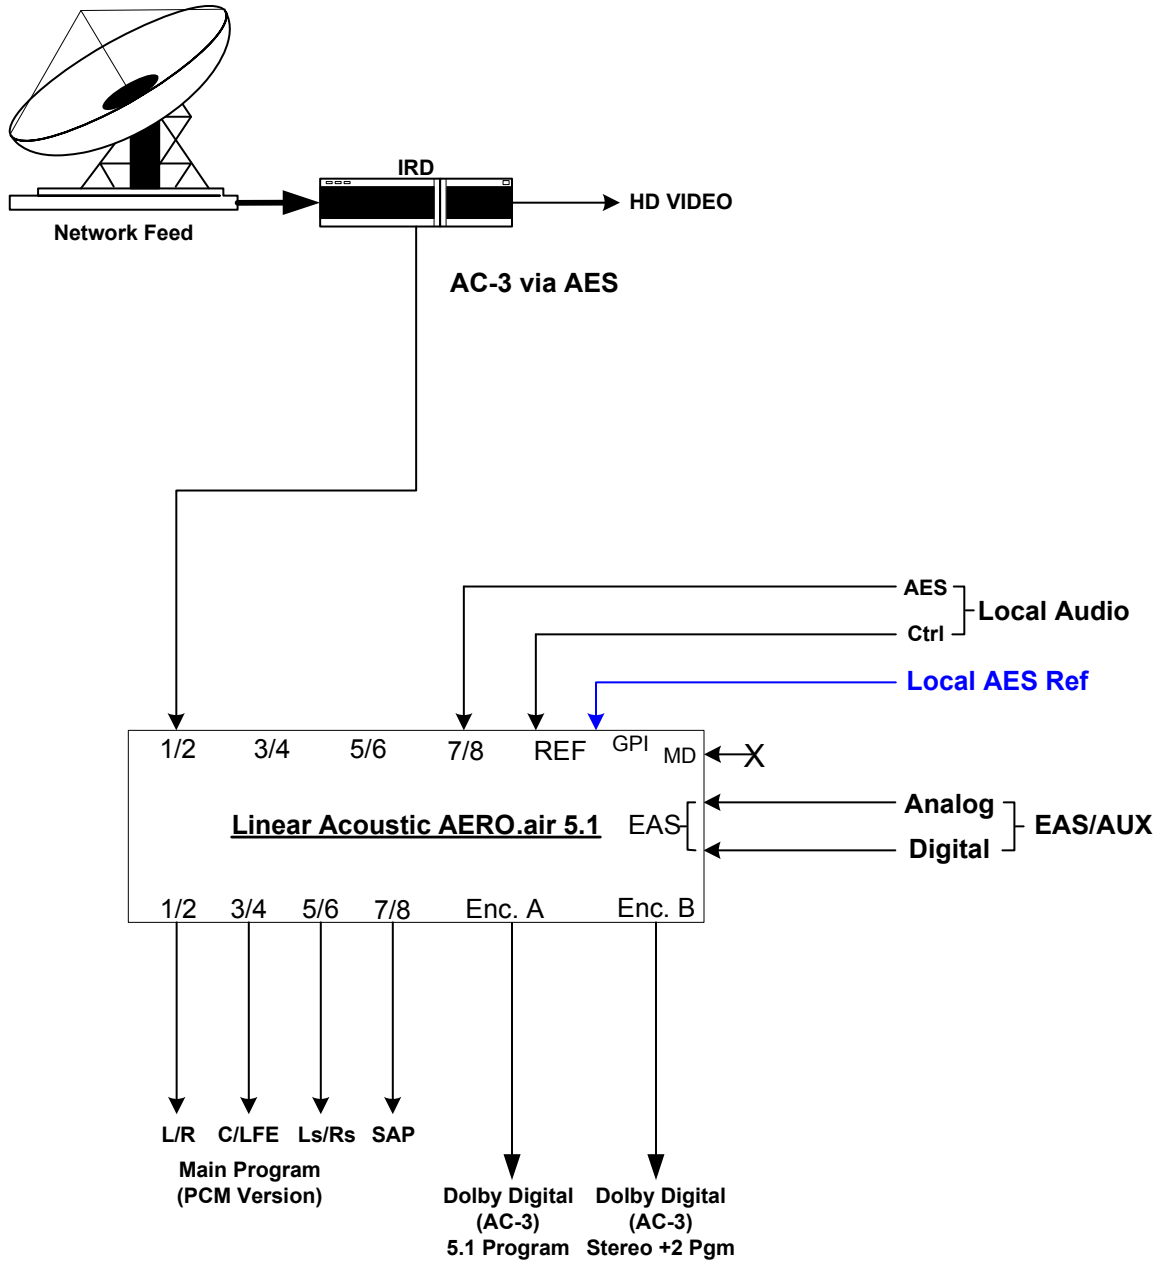 IRD
HD VIDEO
Network Feed
AC-3 via AES
AES
Local Audio
Ctrl
Local AES Ref
1/2 3/4 5/6 7/8 REF GPI MD X
Linear Acoustic AERO.air 5.1
EAS
Analog
EAS/AUX
Digital
1/2 3/4 5/6 7/8 Enc. A Enc. B
L/R C/LFE Ls/Rs SAP
Main Program
(PCM Version)
Dolby Digital
(AC-3)
5.1 Program
Dolby Digital
(AC-3)
Stereo +2 Pgm